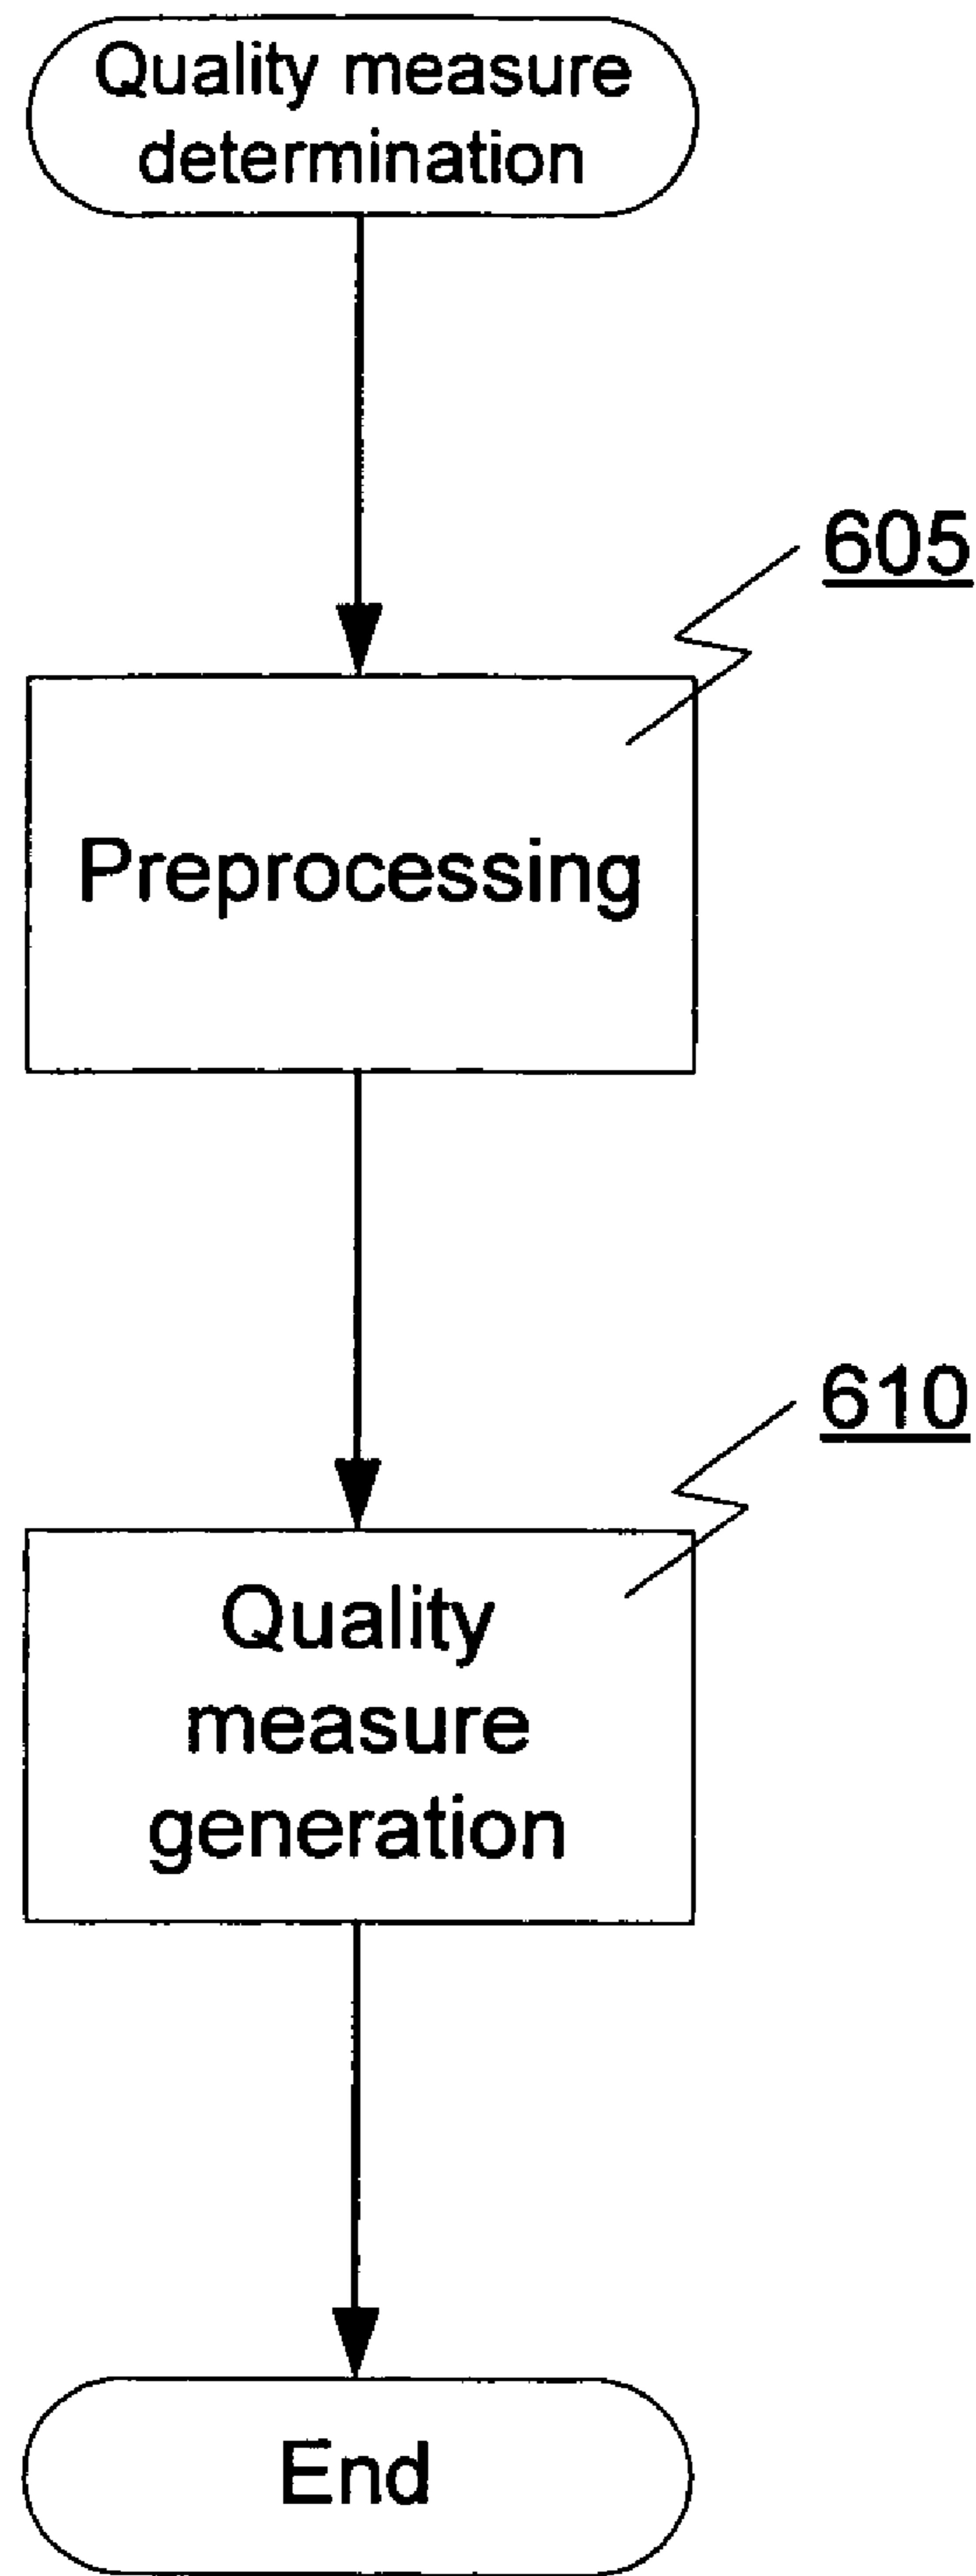 Quality measure
determination
605
Preprocessing
610
Quality
measure
generation
End